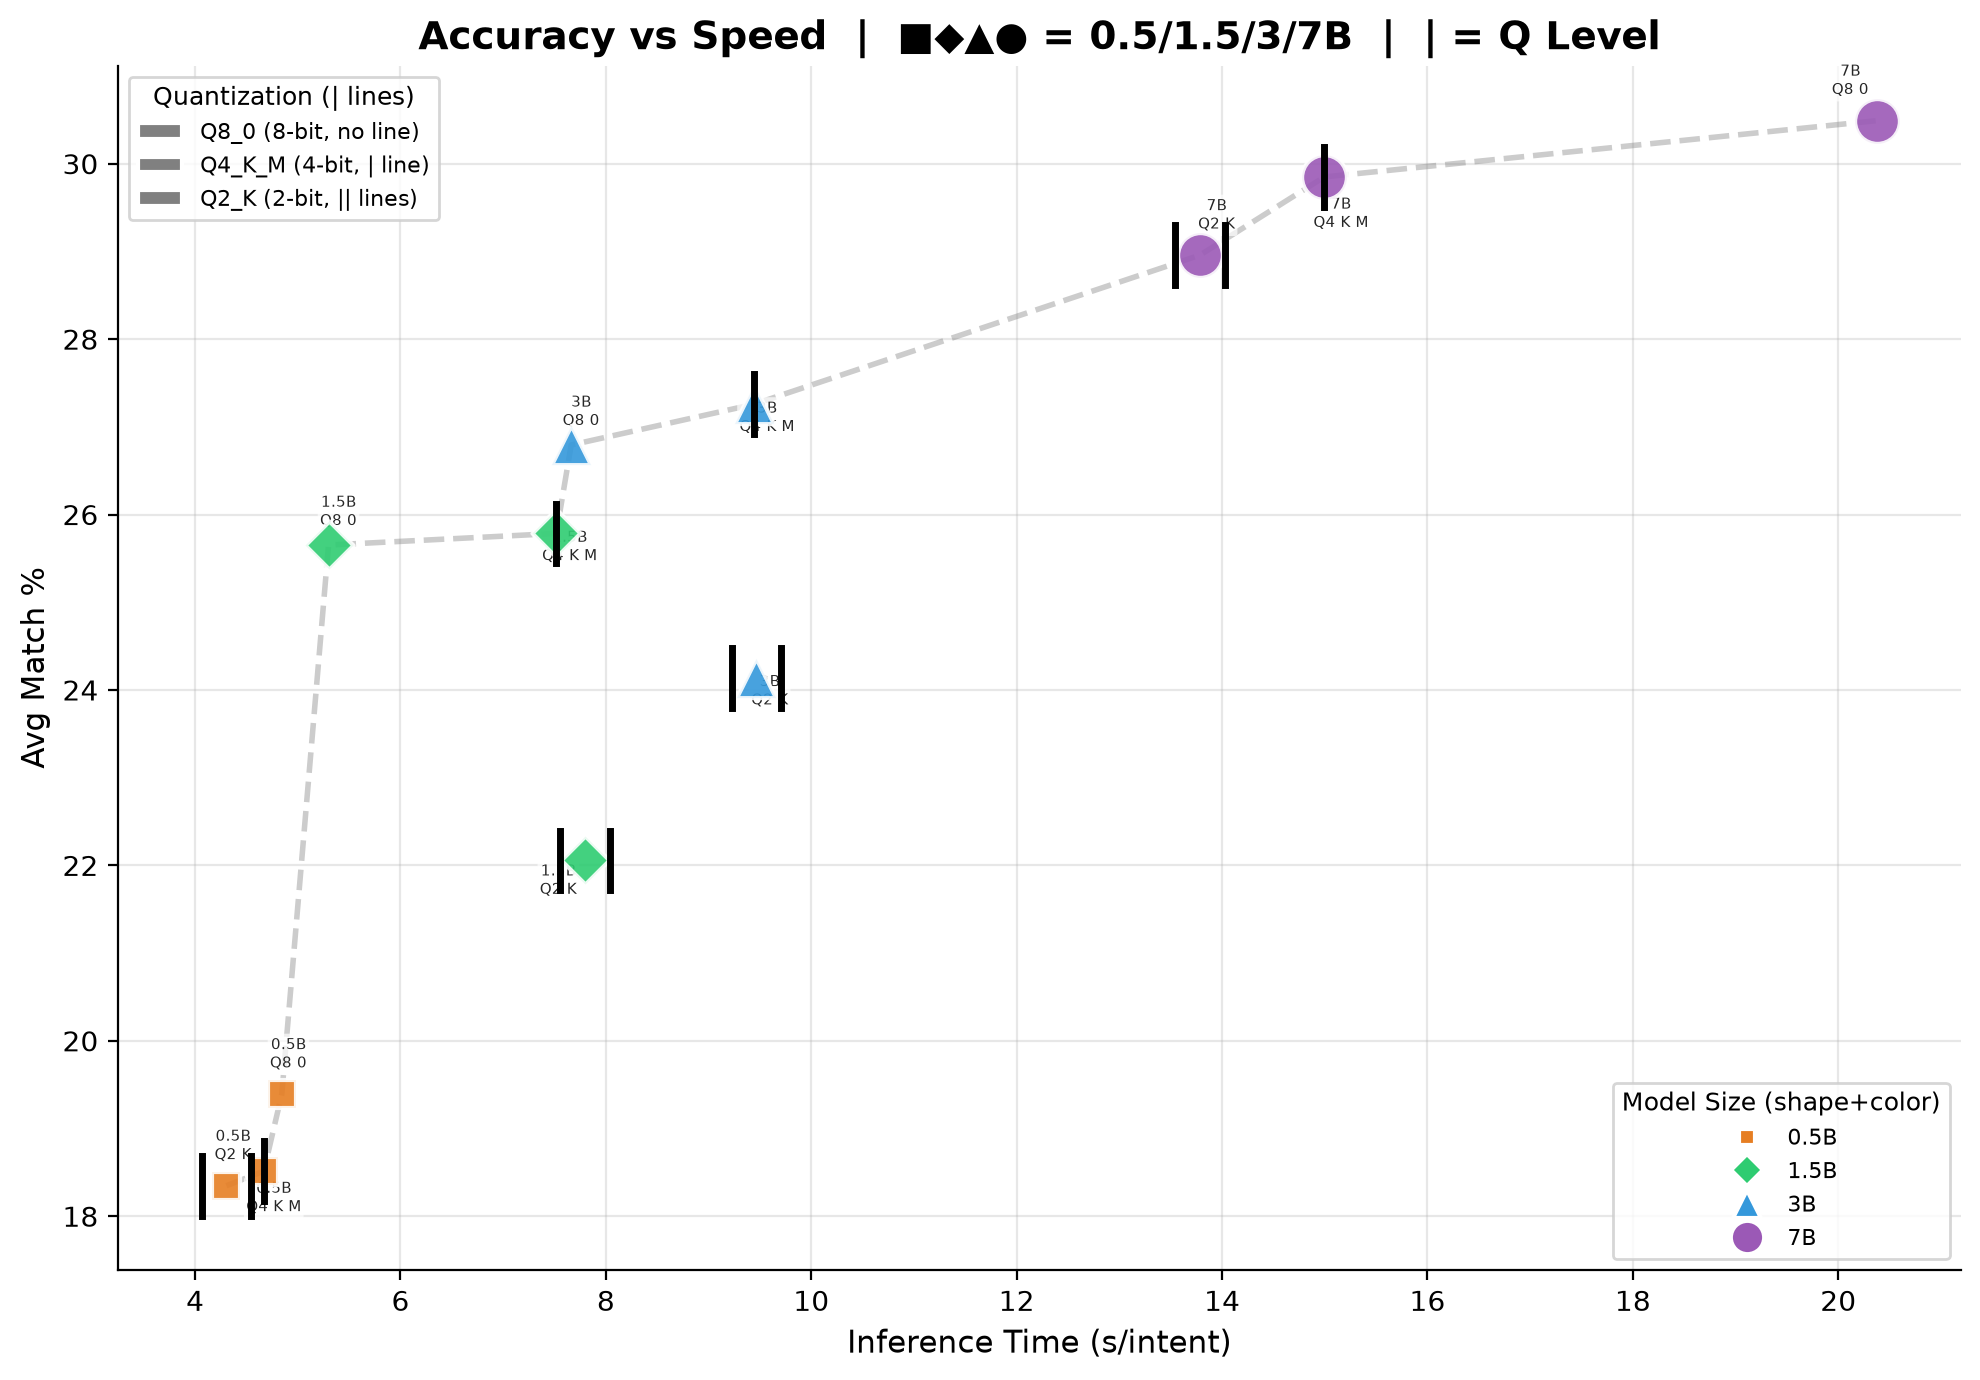 Accuracy vs Speed | ■◆▲● = 0.5/1.5/3/7B | | = Q Level
Quantization (| lines)
Q8_0 (8-bit, no line)
Q4_K_M (4-bit, | line)
Q2_K (2-bit, || lines)
7B
Q8 0
7B
Q4 K M
7B
Q2 K
3B
Q8 0
B
K M
1.5B
Q8 0
B
K M
Q2 K
0.5B
Q8 0
0.5B
Q2 K
Q4 K M
30
28
26
24
22
20
18
Avg Match %
4
6
8
10
12
14
16
18
20
Inference Time (s/intent)
Model Size (shape+color)
0.5B
1.5B
3B
7B